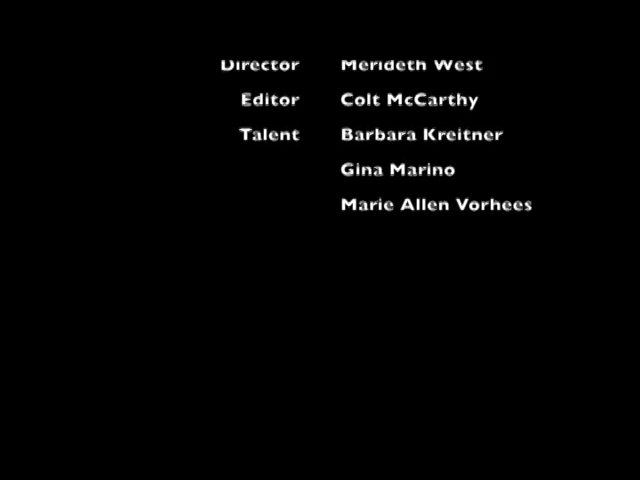 Director Merideth West
Editor Colt McCarthy
Talent Barbara Kreitner
Gina Marino
Marie Allen Vorhees